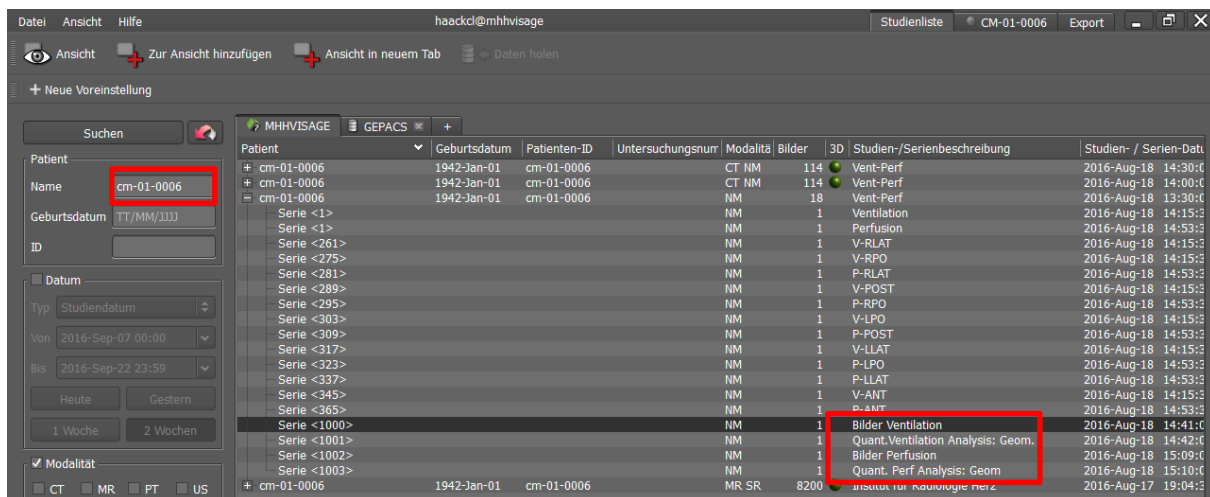 Datei Ansicht Hilfe haackcl@mhhvisage Studienliste CM-01-0006 Export
Ansicht Zur Ansicht hinzufügen Ansicht in neuem Tab Daten holen
+ Neue Voreinstellung
Suchen
Patient
Name cm-01-0006
Geburtsdatum TT/MM/JJJJ
ID
Datum
Typ Studiendatum
Von 2016-Sep-07 00:00
Bis 2016-Sep-22 23:59
Heute Gestern
1 Woche 2 Wochen
Modalität
CT MR PT US
MHHVISAGE GEPACS +
Patient Geburtsdatum Patienten-ID Untersuchungsnum Modalitä Bilder 3D Studien-/Serienbeschreibung Studien- / Serien-Datu
cm-01-0006 1942-Jan-01 cm-01-0006 CT NM 114 Vent-Perf 2016-Aug-18 14:30:0
cm-01-0006 1942-Jan-01 cm-01-0006 CT NM 114 Vent-Perf 2016-Aug-18 14:00:0
cm-01-0006 1942-Jan-01 cm-01-0006 NM 18 Vent-Perf 2016-Aug-18 13:30:0
Serie <1> NM 1 Ventilation 2016-Aug-18 14:15:3
Serie <1> NM 1 Perfusion 2016-Aug-18 14:53:3
Serie <261> NM 1 V-RLAT 2016-Aug-18 14:15:3
Serie <275> NM 1 V-RPO 2016-Aug-18 14:15:3
Serie <281> NM 1 P-RLAT 2016-Aug-18 14:53:3
Serie <289> NM 1 V-POST 2016-Aug-18 14:15:3
Serie <295> NM 1 P-RPO 2016-Aug-18 14:53:3
Serie <303> NM 1 V-LPO 2016-Aug-18 14:15:3
Serie <309> NM 1 P-POST 2016-Aug-18 14:53:3
Serie <317> NM 1 V-LLAT 2016-Aug-18 14:15:3
Serie <323> NM 1 P-LPO 2016-Aug-18 14:53:3
Serie <337> NM 1 P-LLAT 2016-Aug-18 14:53:3
Serie <345> NM 1 V-ANT 2016-Aug-18 14:15:3
Serie <365> NM 1 P-ANT 2016-Aug-18 14:53:3
Serie <1000> NM 1 Bilder Ventilation 2016-Aug-18 14:41:0
Serie <1001> NM 1 Quant.Ventilation Analysis: Geom. 2016-Aug-18 14:42:0
Serie <1002> NM 1 Bilder Perfusion 2016-Aug-18 15:09:0
Serie <1003> NM 1 Quant. Perf Analysis: Geom 2016-Aug-18 15:10:0
cm-01-0006 1942-Jan-01 cm-01-0006 MR SR 8200 Institut für Radiologie Herz 2016-Aug-17 19:04:3